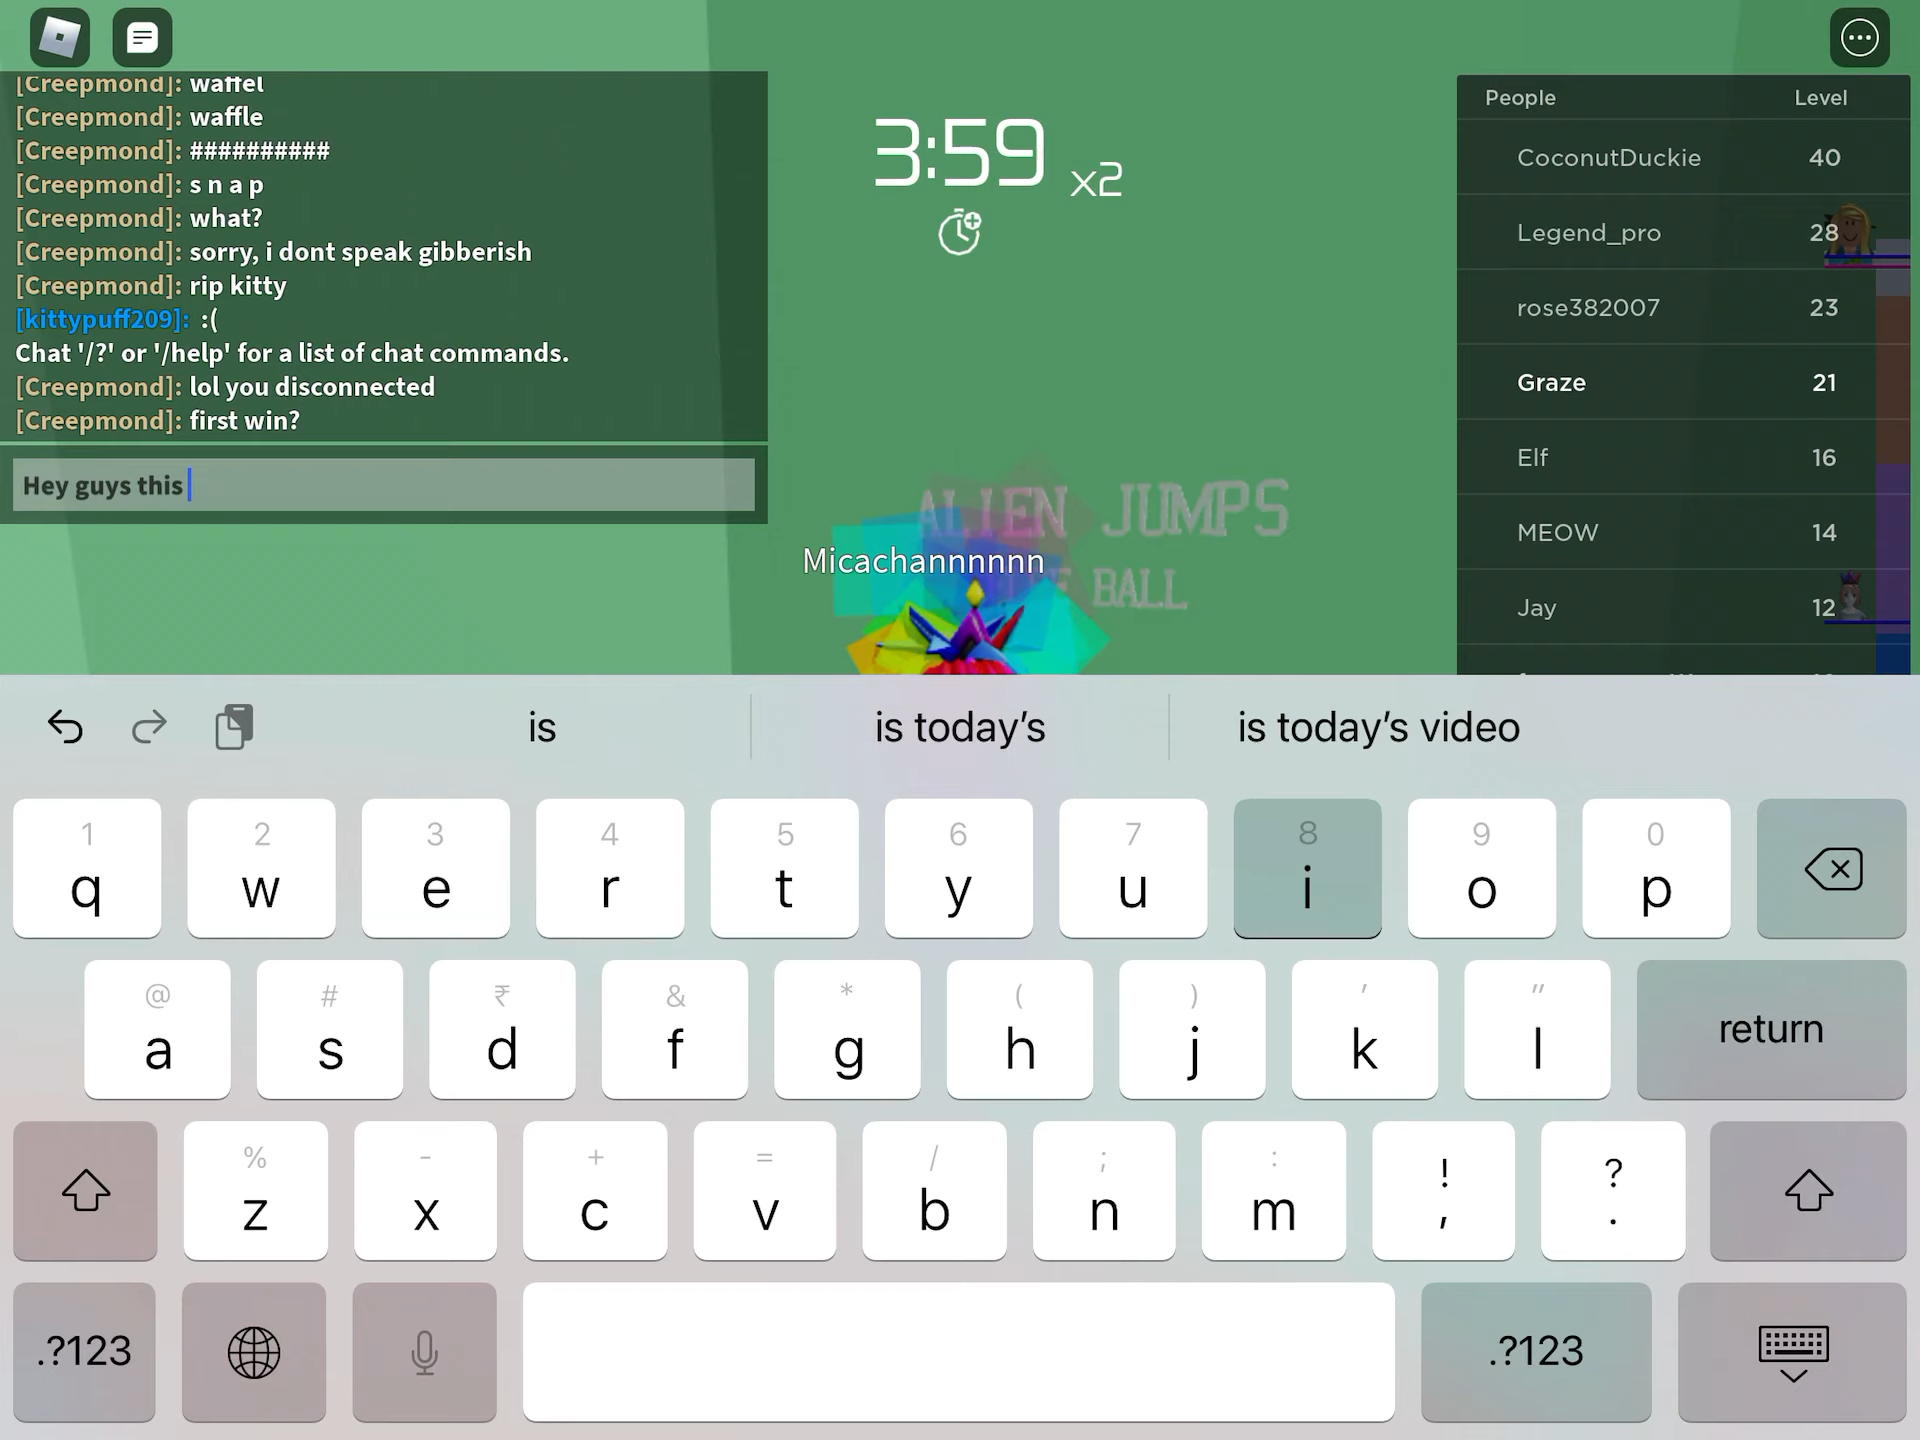 [Creepmond]: waffel
[Creepmond]: waffle
[Creepmond]: ##########
[Creepmond]: s n a p
[Creepmond]: what?
[Creepmond]: sorry, i dont speak gibberish
[Creepmond]: rip kitty
[kittypuff209]: :(
Chat '/?' or '/help' for a list of chat commands.
[Creepmond]: lol you disconnected
[Creepmond]: first win?
Hey guys this
3:59 x2
ALIEN JUMPS
BALL
Micachannnnnn
People Level
CoconutDuckie 40
Legend_pro 28
rose382007 23
Graze 21
Elf 16
MEOW 14
Jay 12
is is today's is today's video
1 2 3 4 5 6 7 8 9 0
q w e r t y u i o p
@ # ₹ & * ( ) ' "
a s d f g h j k l return
% - + = / ; : ! ?
z x c v b n m , .
.?123 .?123